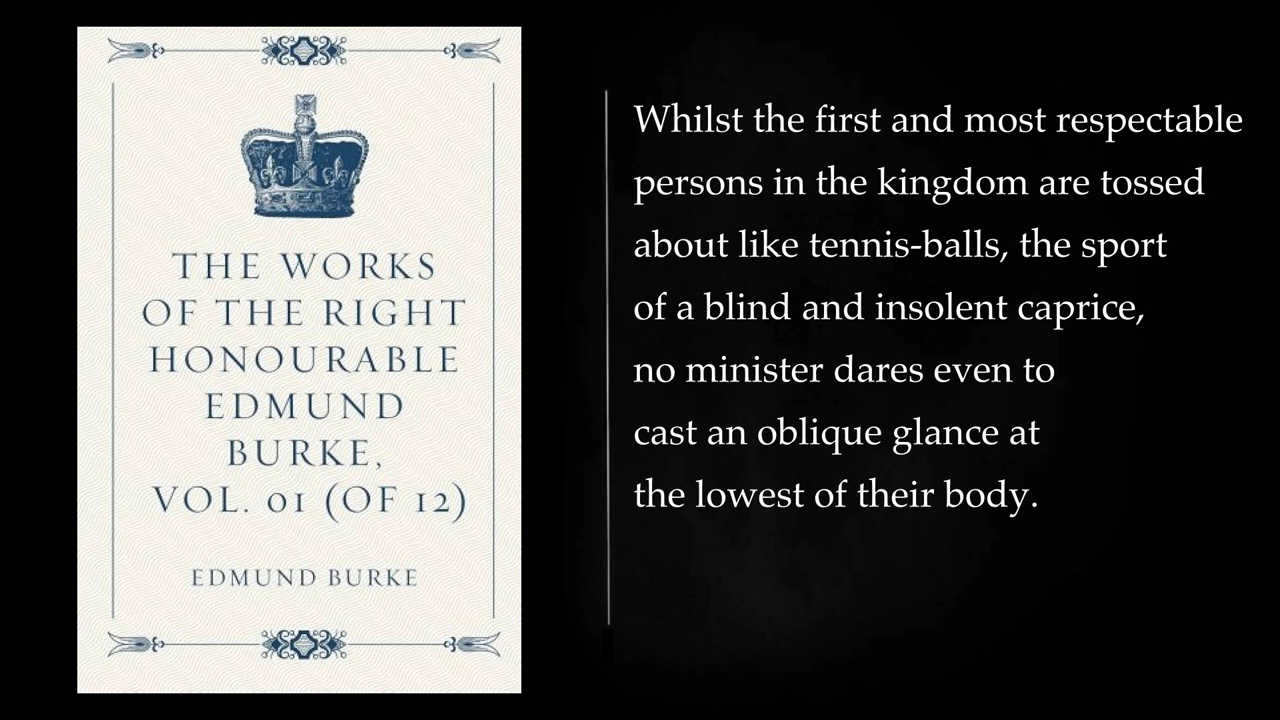 THE WORKS
OF THE RIGHT
HONOURABLE
EDMUND
BURKE,
VOL. 01 (OF 12)
EDMUND BURKE
Whilst the first and most respectable
persons in the kingdom are tossed
about like tennis-balls, the sport
of a blind and insolent caprice,
no minister dares even to
cast an oblique glance at
the lowest of their body.